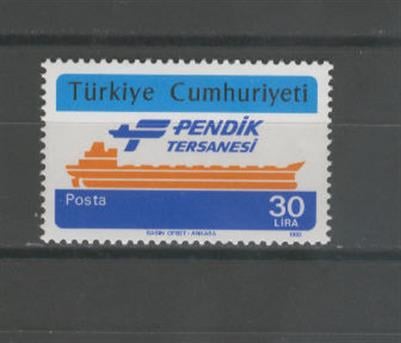 Türkiye Cumhuriyeti
PENDİK
TERSANESİ
Posta
30
LİRA
BASIN OFSET - ANKARA